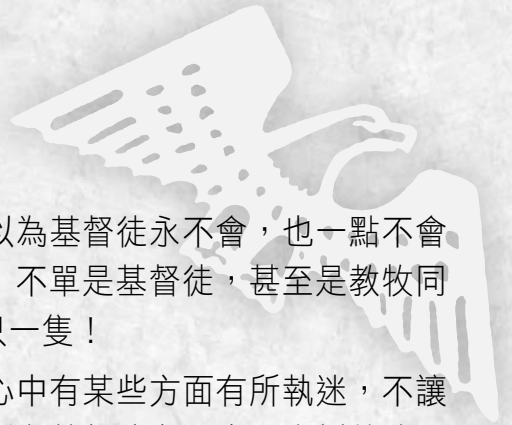 以為基督徒永不會,也一點不會
不單是基督徒,甚至是教牧同
一隻!
心中有某些方面有所執迷,不讓